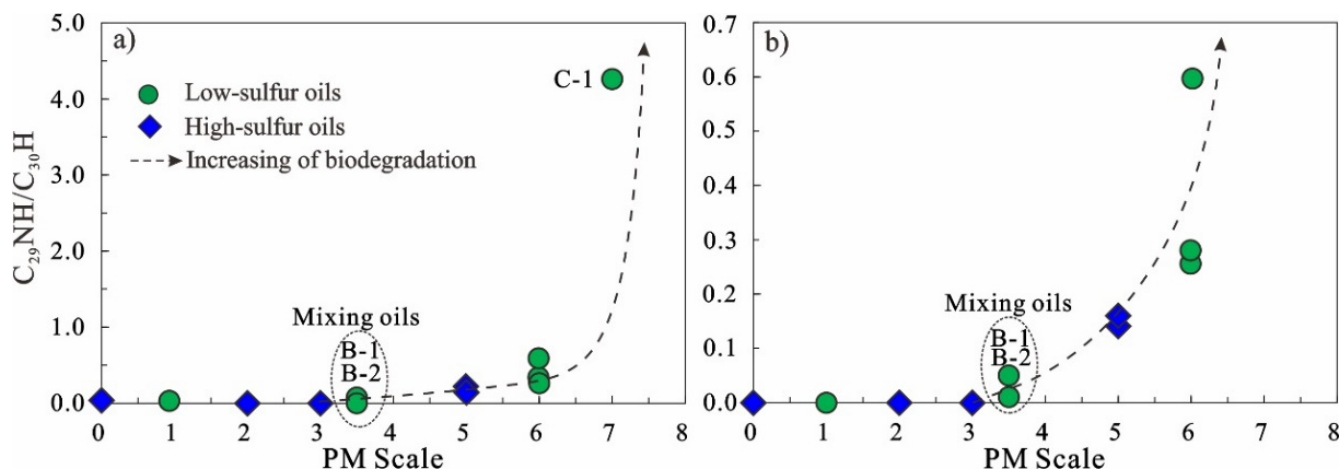 a)
C₂₉NH/C₃₀H
5.0
4.0
3.0
2.0
1.0
0.0
Low-sulfur oils
High-sulfur oils
Increasing of biodegradation
C-1
Mixing oils
B-1
B-2
0 1 2 3 4 5 6 7 8
PM Scale
b)
0.7
0.6
0.5
0.4
0.3
0.2
0.1
0.0
Mixing oils
B-1
B-2
0 1 2 3 4 5 6 7 8
PM Scale